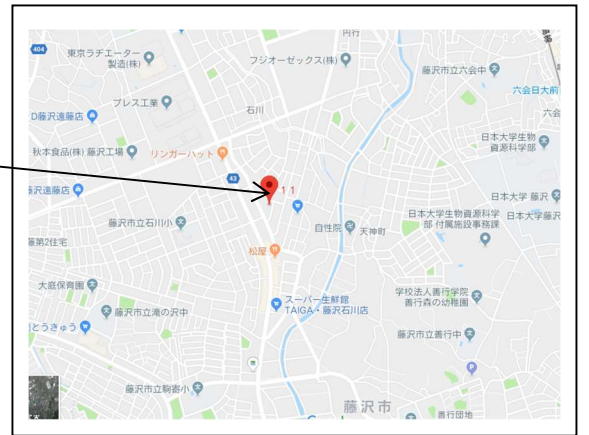 円行
404
東京ラヂエーター
製造(株)
フジオーゼックス(株)
藤沢市立六会中
六会日大前
プレス工業
石川
六会
D藤沢遠藤店
日本大学生物
資源科学部
秋本食品(株) 藤沢工場
リンガーハット
43
11
沢遠藤店
日本大学 藤沢
藤沢市立石川小
自性院
天神町
日本大学生物資源科学
部 付属施設事務課
日本大学藤沢
藤第2住宅
松屋
大庭保育園
学校法人善行学院
善行森の幼稚園
スーパー生鮮館
TAIGA・藤沢石川店
藤沢市立滝の沢中
とうきゅう
藤沢市立善行中
P
藤沢市立駒寄小
藤沢市
善行団地